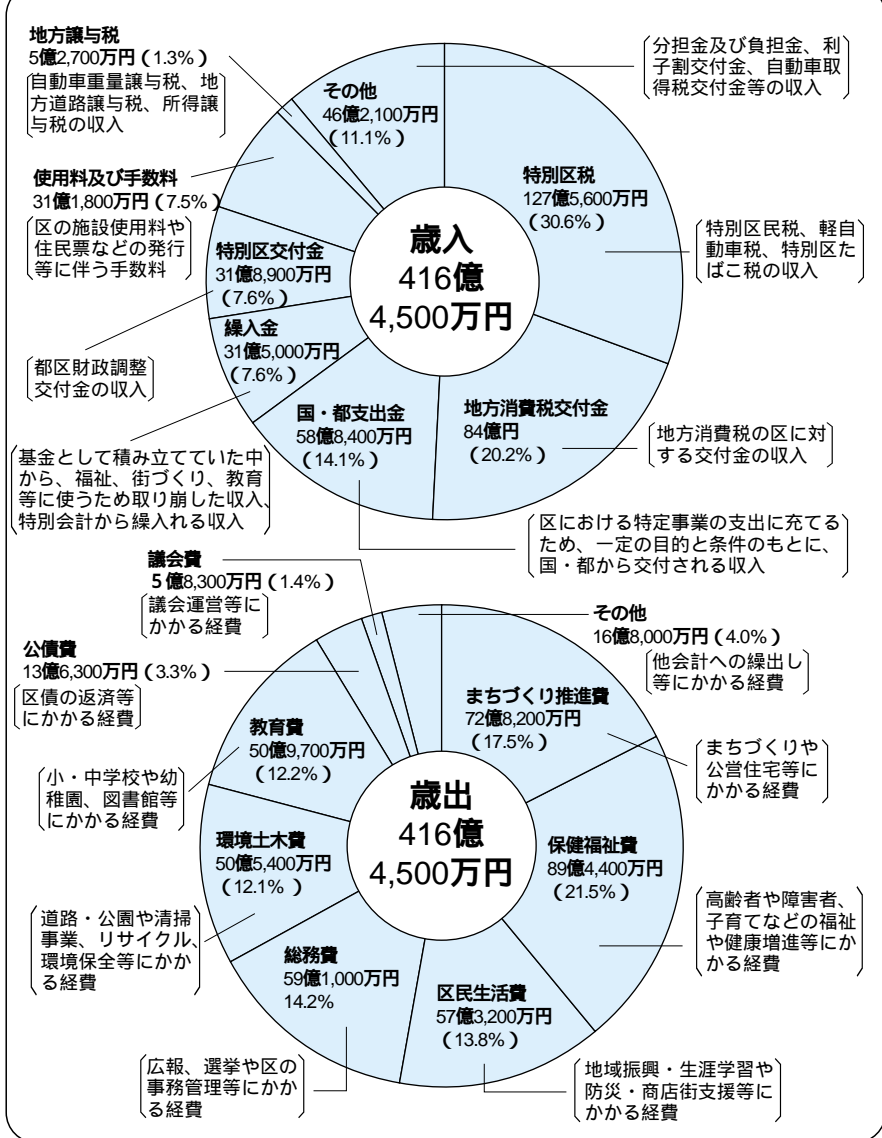 地方譲与税
5億2,700万円(1.3%)
自動車重量譲与税、地
方道路譲与税、所得譲
与税の収入
その他
46億2,100万円
(11.1%)
分担金及び負担金、利
子割交付金、自動車取
得税交付金等の収入
使用料及び手数料
31億1,800万円(7.5%)
区の施設使用料や
住民票などの発行
等に伴う手数料
特別区税
127億5,600万円
(30.6%)
特別区民税、軽自
動車税、特別区た
ばこ税の収入
歳入
416億
4,500万円
特別区交付金
31億8,900万円
(7.6%)
都区財政調整
交付金の収入
繰入金
31億5,000万円
(7.6%)
基金として積み立てていた中
から、福祉、街づくり、教育
等に使うため取り崩した収入、
特別会計から繰入れる収入
国・都支出金
58億8,400万円
(14.1%)
区における特定事業の支出に充てる
ため、一定の目的と条件のもとに、
国・都から交付される収入
地方消費税交付金
84億円
(20.2%)
地方消費税の区に対
する交付金の収入
議会費
5億8,300万円(1.4%)
議会運営等に
かかる経費
その他
16億8,000万円(4.0%)
他会計への繰出し
等にかかる経費
公債費
13億6,300万円(3.3%)
区債の返済等
にかかる経費
まちづくり推進費
72億8,200万円
(17.5%)
まちづくりや
公営住宅等に
かかる経費
教育費
50億9,700万円
(12.2%)
小・中学校や幼
稚園、図書館等
にかかる経費
歳出
416億
4,500万円
保健福祉費
89億4,400万円
(21.5%)
高齢者や障害者、
子育てなどの福祉
や健康増進等にか
かる経費
環境土木費
50億5,400万円
(12.1%)
道路・公園や清掃
事業、リサイクル、
環境保全等にかか
る経費
総務費
59億1,000万円
14.2%
広報、選挙や区の
事務管理等にかか
る経費
区民生活費
57億3,200万円
(13.8%)
地域振興・生涯学習や
防災・商店街支援等に
かかる経費